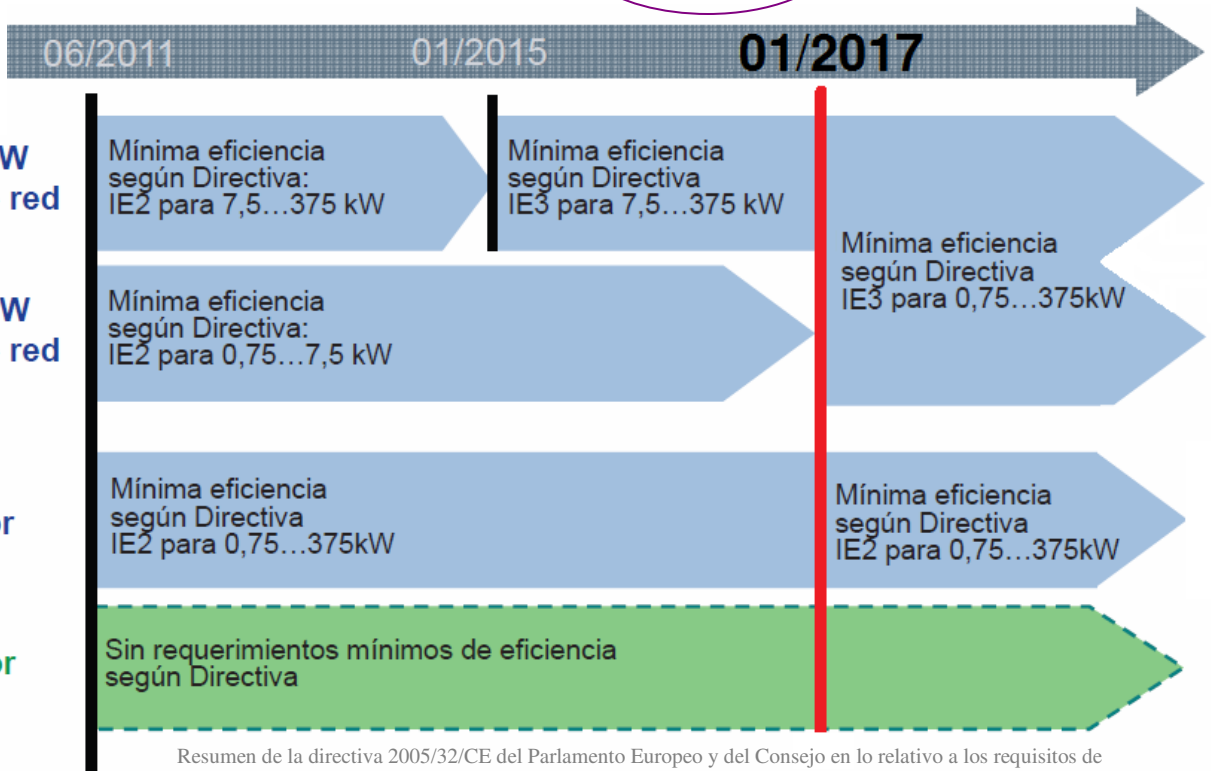 06/2011 01/2015 01/2017
W
red
Mínima eficiencia
según Directiva:
IE2 para 7,5...375 kW
Mínima eficiencia
según Directiva
IE3 para 7,5...375 kW
W
red
Mínima eficiencia
según Directiva:
IE2 para 0,75...7,5 kW
Mínima eficiencia
según Directiva
IE3 para 0,75...375kW
or
Mínima eficiencia
según Directiva
IE2 para 0,75...375kW
Mínima eficiencia
según Directiva
IE2 para 0,75...375kW
or
Sin requerimientos mínimos de eficiencia
según Directiva
Resumen de la directiva 2005/32/CE del Parlamento Europeo y del Consejo en lo relativo a los requisitos de